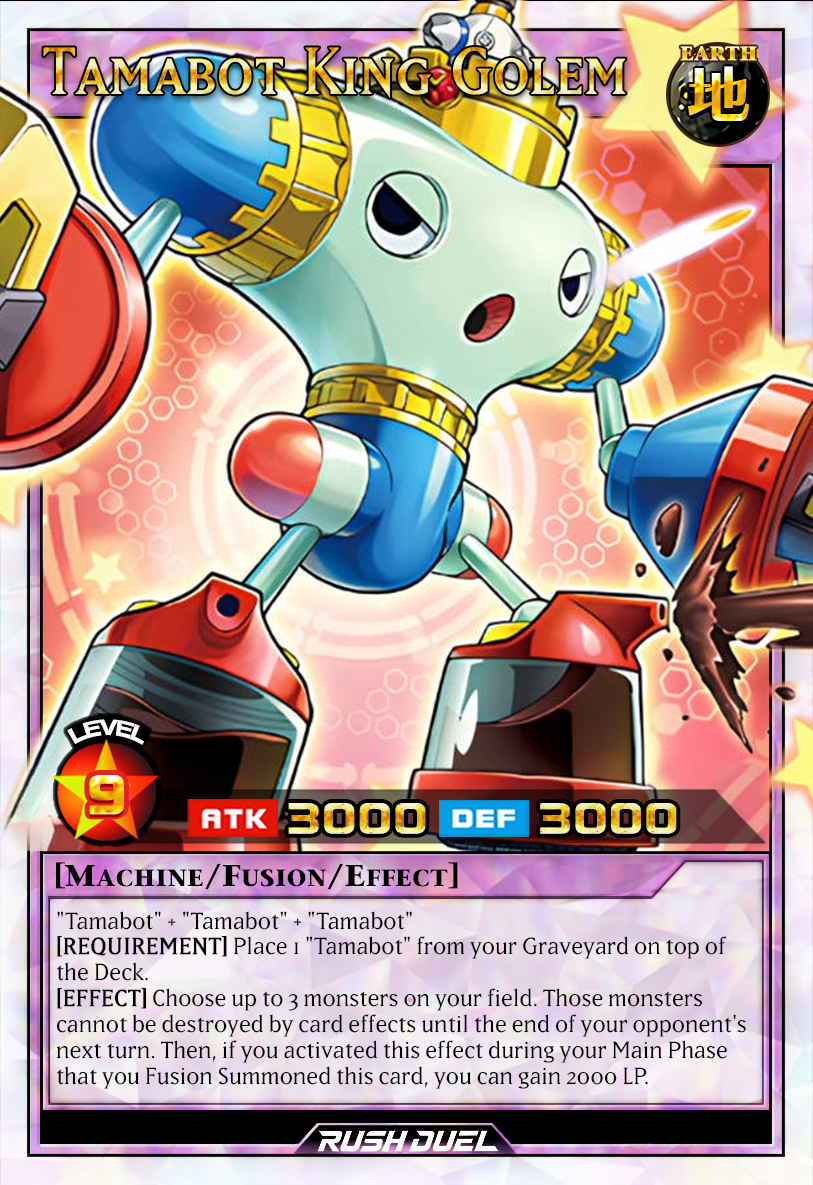 Tamabot King Golem
EARTH
地
LEVEL
9
ATK 3000 DEF 3000
[Machine/Fusion/Effect]
"Tamabot" + "Tamabot" + "Tamabot"
[REQUIREMENT] Place 1 "Tamabot" from your Graveyard on top of
the Deck.
[EFFECT] Choose up to 3 monsters on your field. Those monsters
cannot be destroyed by card effects until the end of your opponent's
next turn. Then, if you activated this effect during your Main Phase
that you Fusion Summoned this card, you can gain 2000 LP.
RUSH DUEL